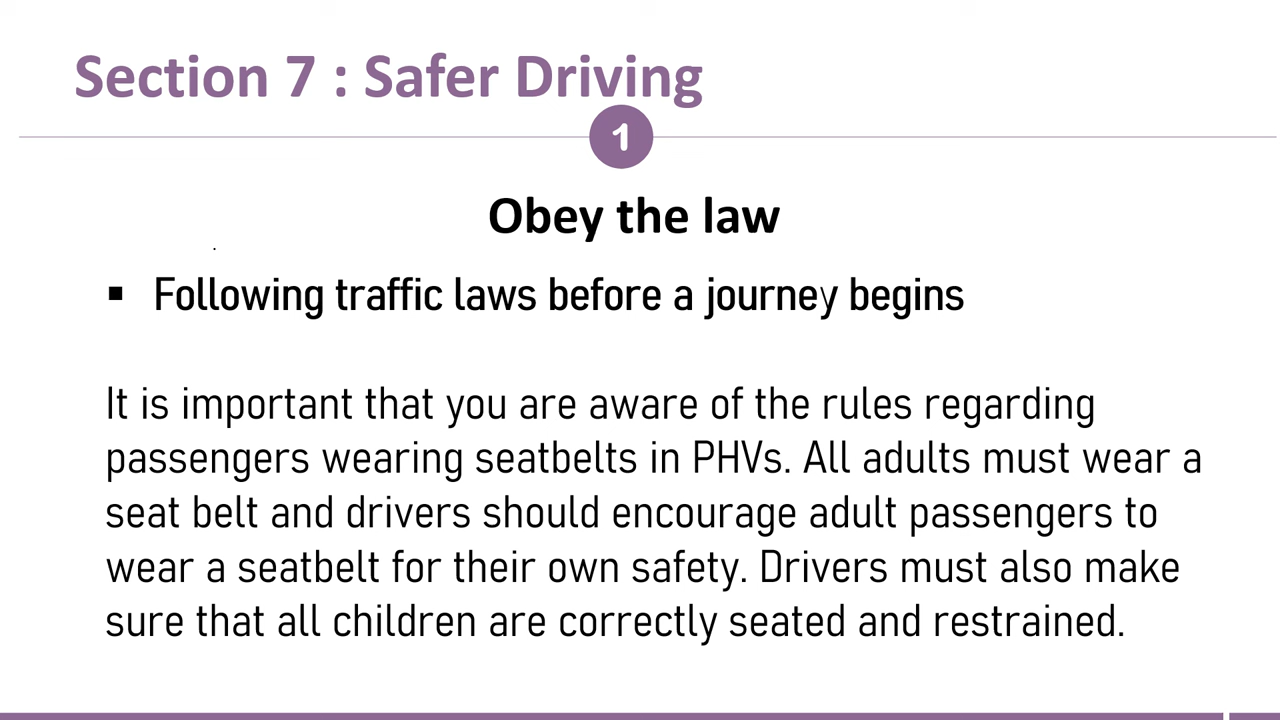 Section 7 : Safer Driving
1
Obey the law
.
▪ Following traffic laws before a journey begins
It is important that you are aware of the rules regarding
passengers wearing seatbelts in PHVs. All adults must wear a
seat belt and drivers should encourage adult passengers to
wear a seatbelt for their own safety. Drivers must also make
sure that all children are correctly seated and restrained.